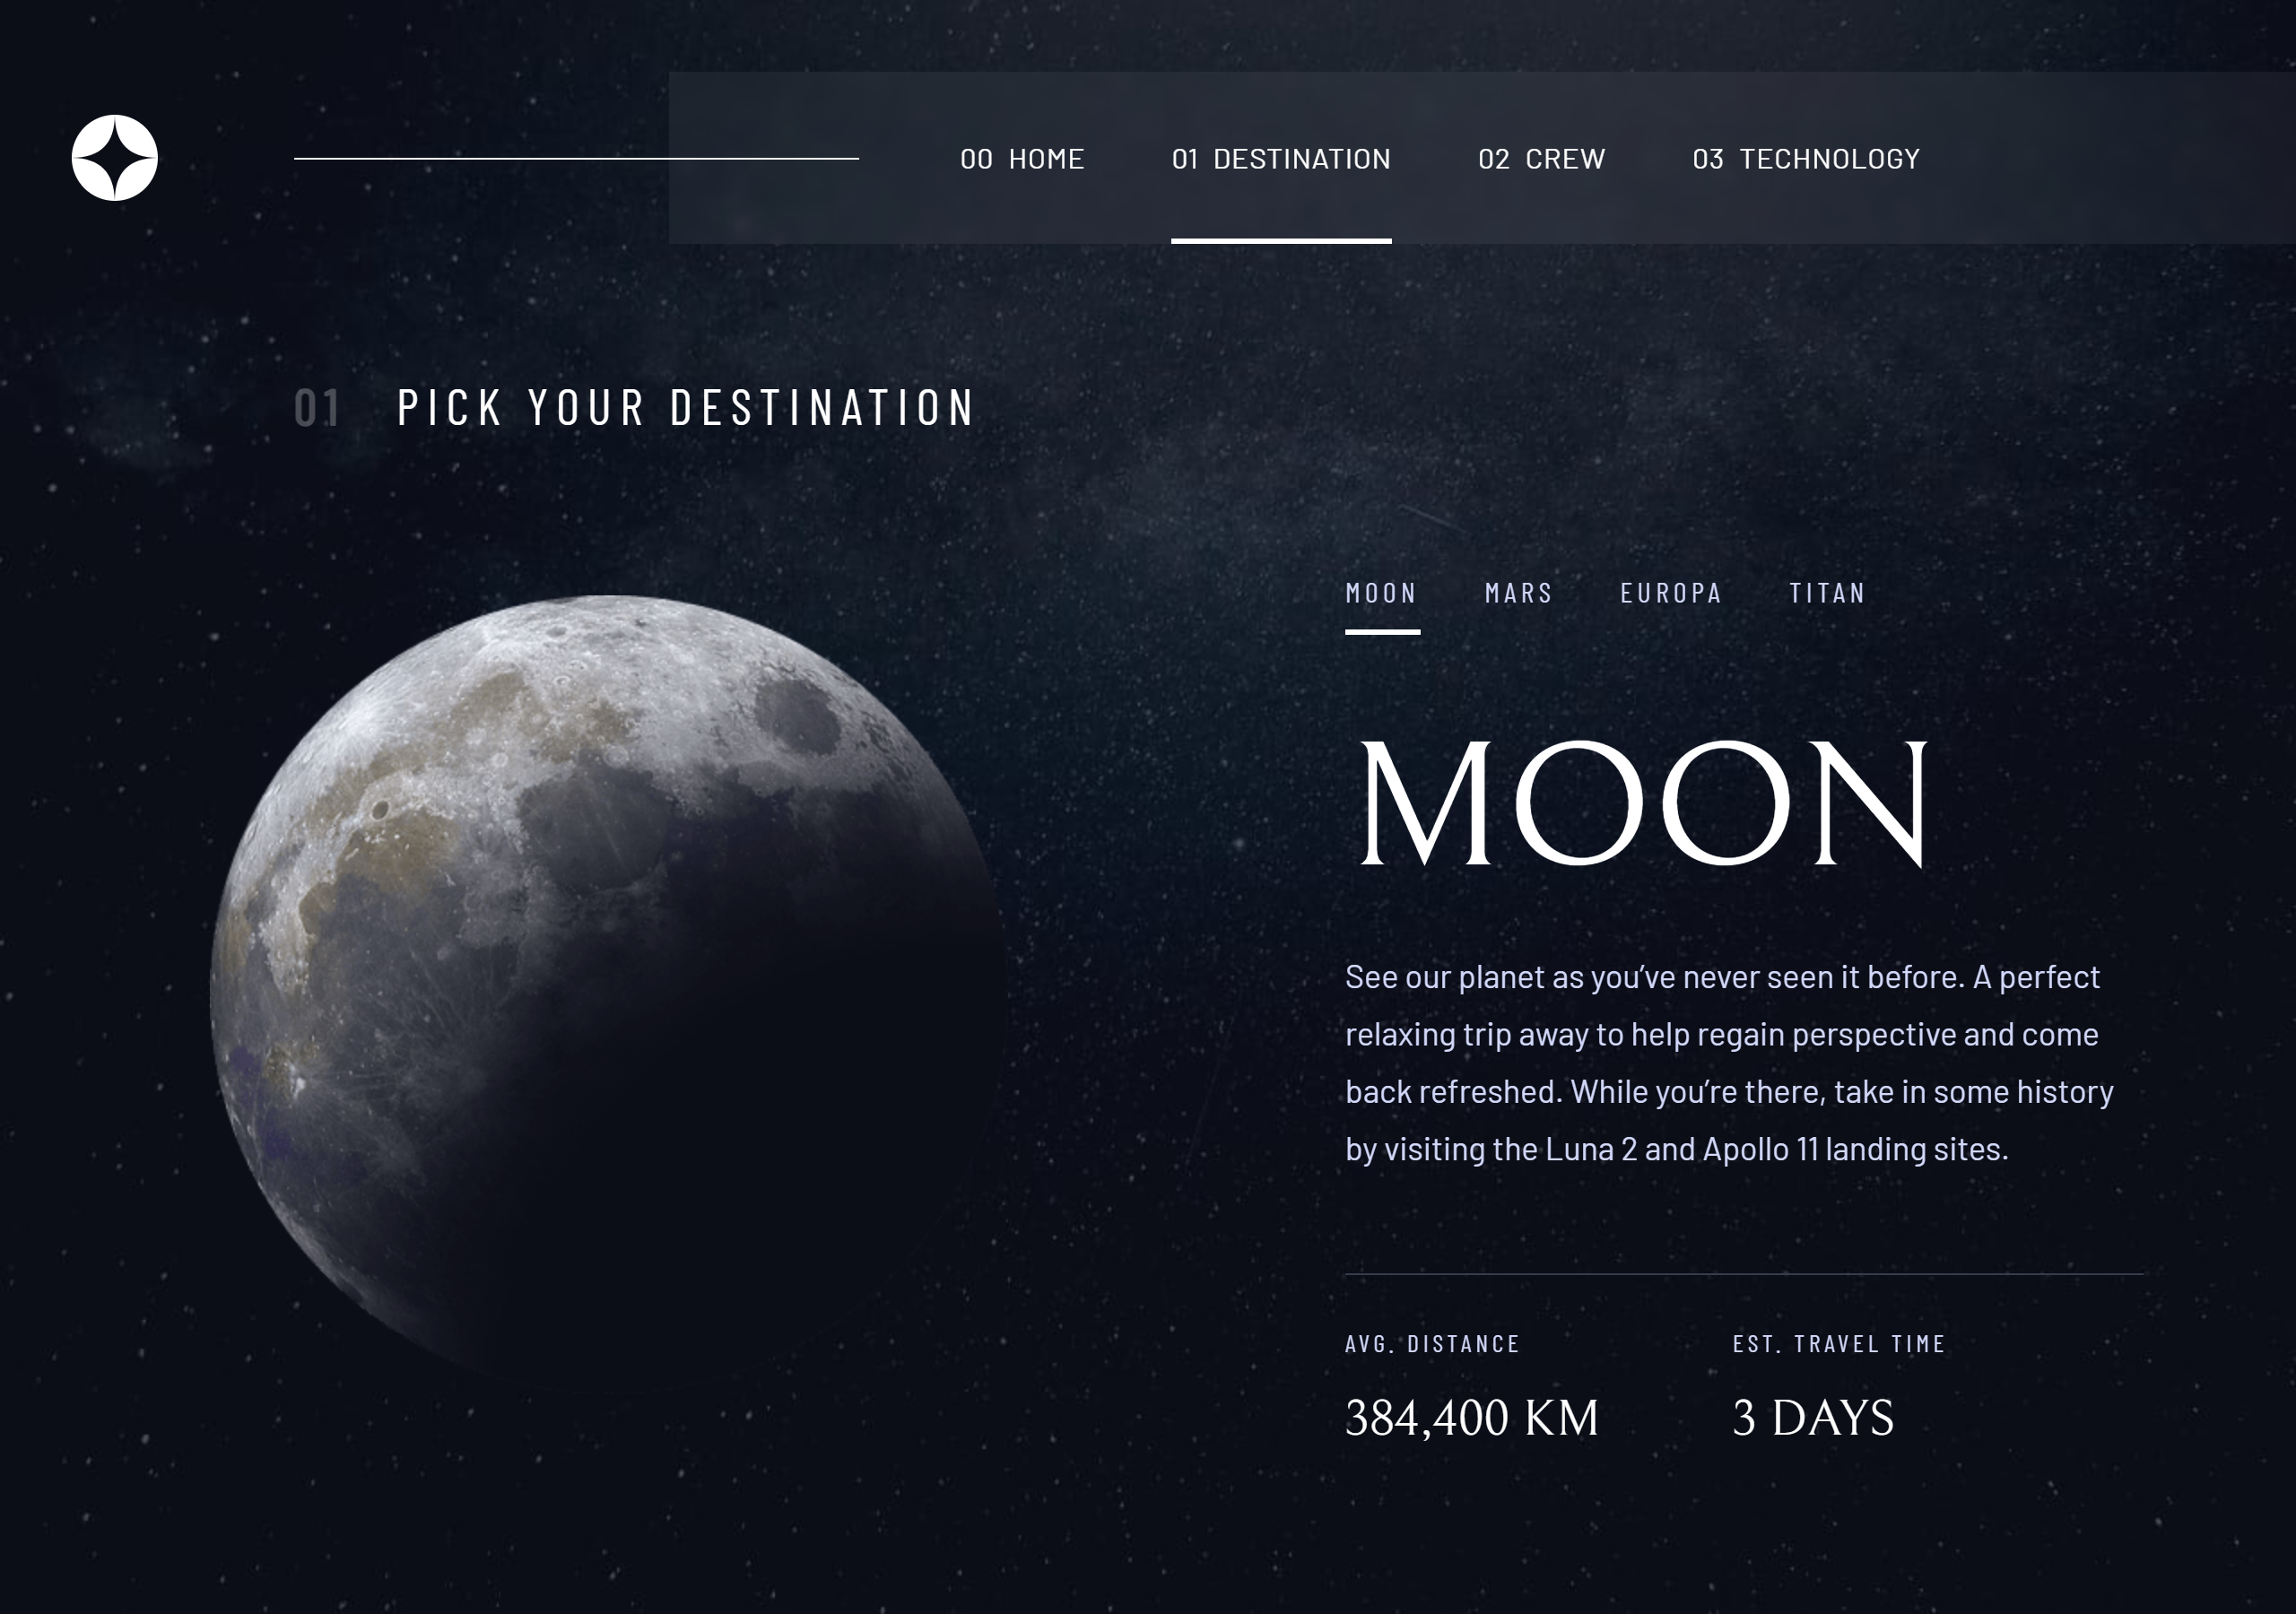 00 HOME 01 DESTINATION 02 CREW 03 TECHNOLOGY
01 PICK YOUR DESTINATION
MOON MARS EUROPA TITAN
MOON
See our planet as you’ve never seen it before. A perfect
relaxing trip away to help regain perspective and come
back refreshed. While you’re there, take in some history
by visiting the Luna 2 and Apollo 11 landing sites.
AVG. DISTANCE
384,400 KM
EST. TRAVEL TIME
3 DAYS